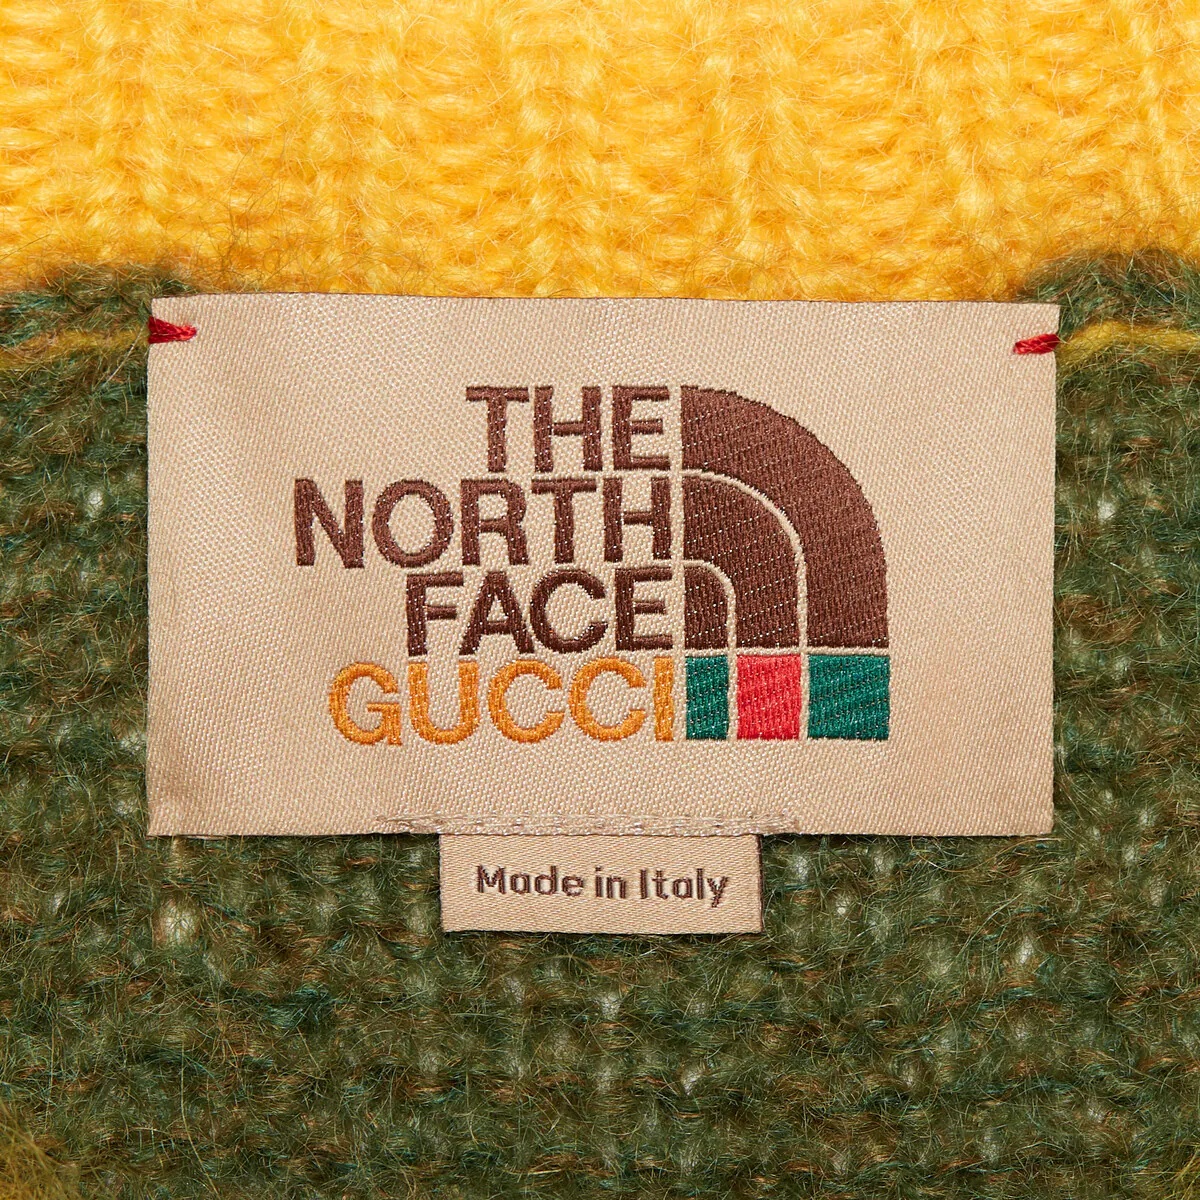 THE
NORTH
FACE
GUCCI
Made in Italy